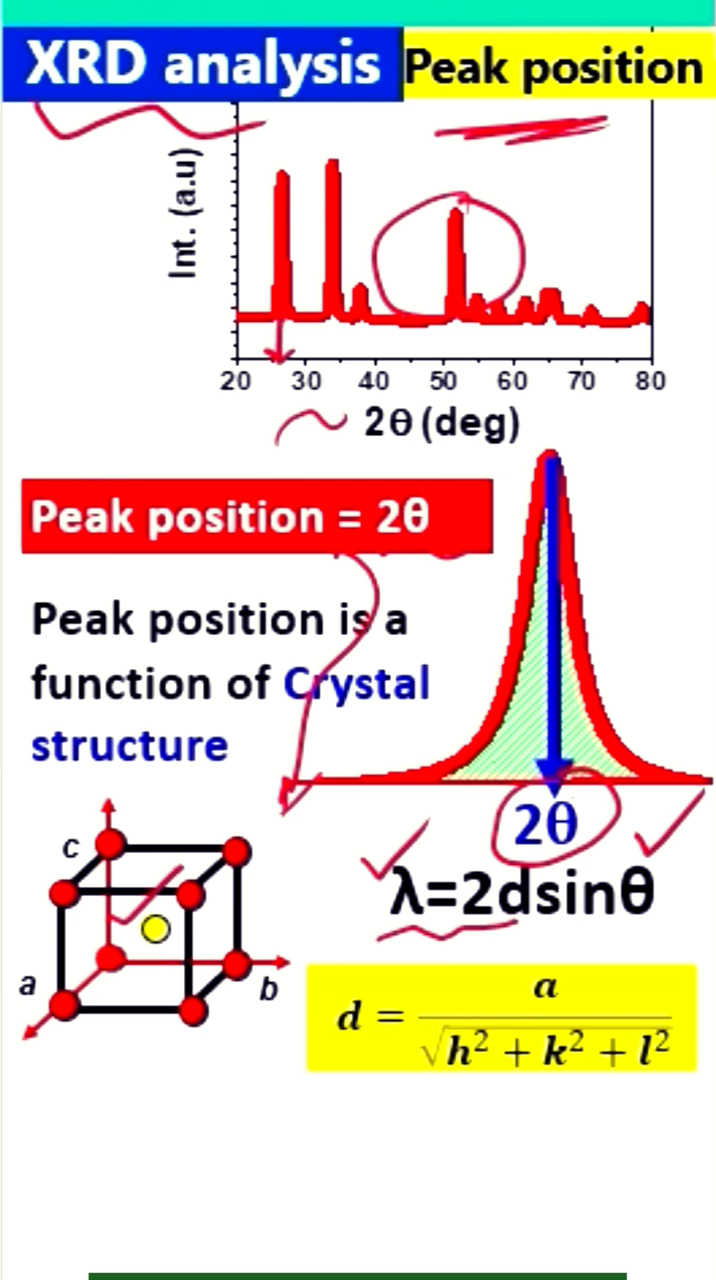 XRD analysis Peak position
Int. (a.u)
20 30 40 50 60 70 80
2θ (deg)
Peak position = 2θ
Peak position is a
function of Crystal
structure
2θ
λ=2dsinθ
c
a
b
d = a / √h² + k² + l²